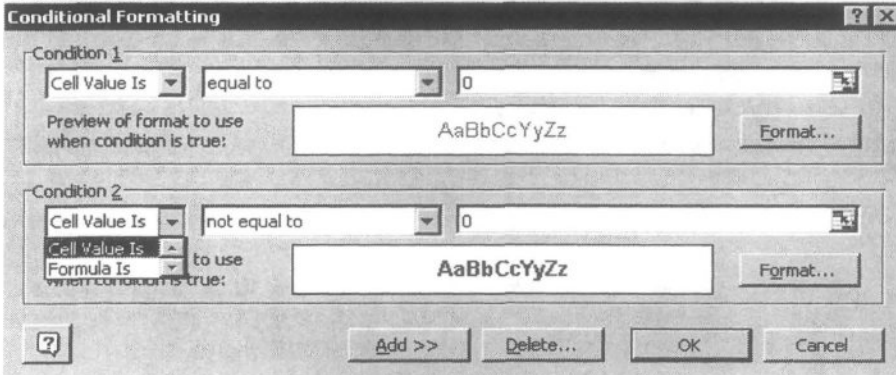 Conditional Formatting
Condition 1
Cell Value Is equal to 0
Preview of format to use
when condition is true:
AaBbCcYyZz
Format...
Condition 2
Cell Value Is not equal to 0
Cell Value Is
Formula Is
to use
when condition is true:
AaBbCcYyZz
Format...
Add >> Delete... OK Cancel